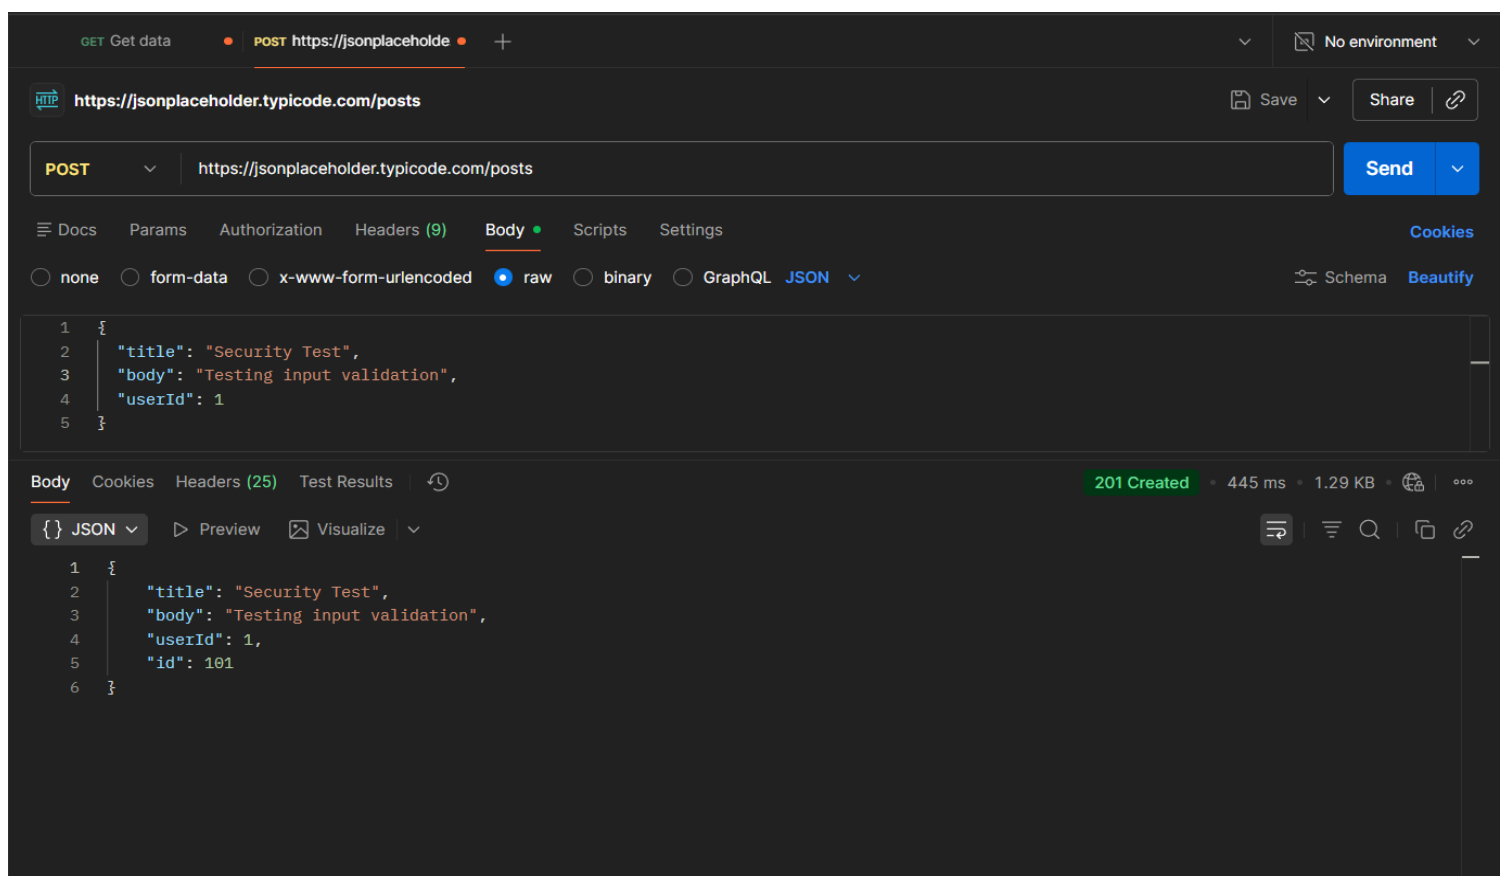 GET Get data POST https://jsonplaceholde No environment
HTTP https://jsonplaceholder.typicode.com/posts Save Share
POST https://jsonplaceholder.typicode.com/posts Send
Docs Params Authorization Headers (9) Body Scripts Settings Cookies
none form-data x-www-form-urlencoded raw binary GraphQL JSON Schema Beautify
1 {
2 "title": "Security Test",
3 "body": "Testing input validation",
4 "userId": 1
5 }
Body Cookies Headers (25) Test Results 201 Created • 445 ms • 1.29 KB •
{} JSON Preview Visualize
1 {
2 "title": "Security Test",
3 "body": "Testing input validation",
4 "userId": 1,
5 "id": 101
6 }